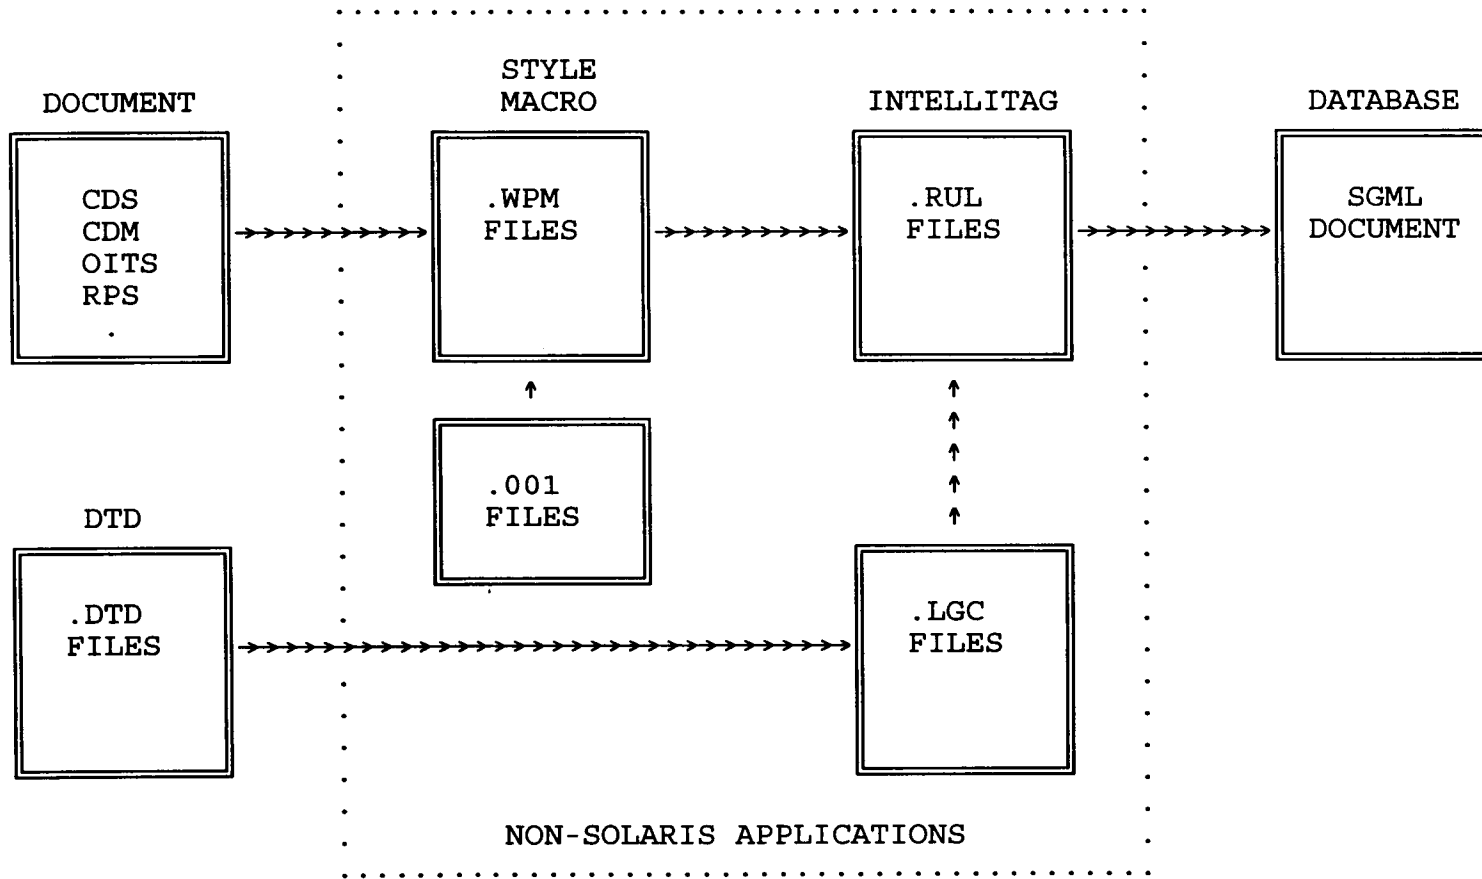 DOCUMENT
CDS
CDM
OITS
RPS
.
STYLE
MACRO
.WPM
FILES
INTELLITAG
.RUL
FILES
DATABASE
SGML
DOCUMENT
.001
FILES
DTD
.DTD
FILES
.LGC
FILES
NON-SOLARIS APPLICATIONS